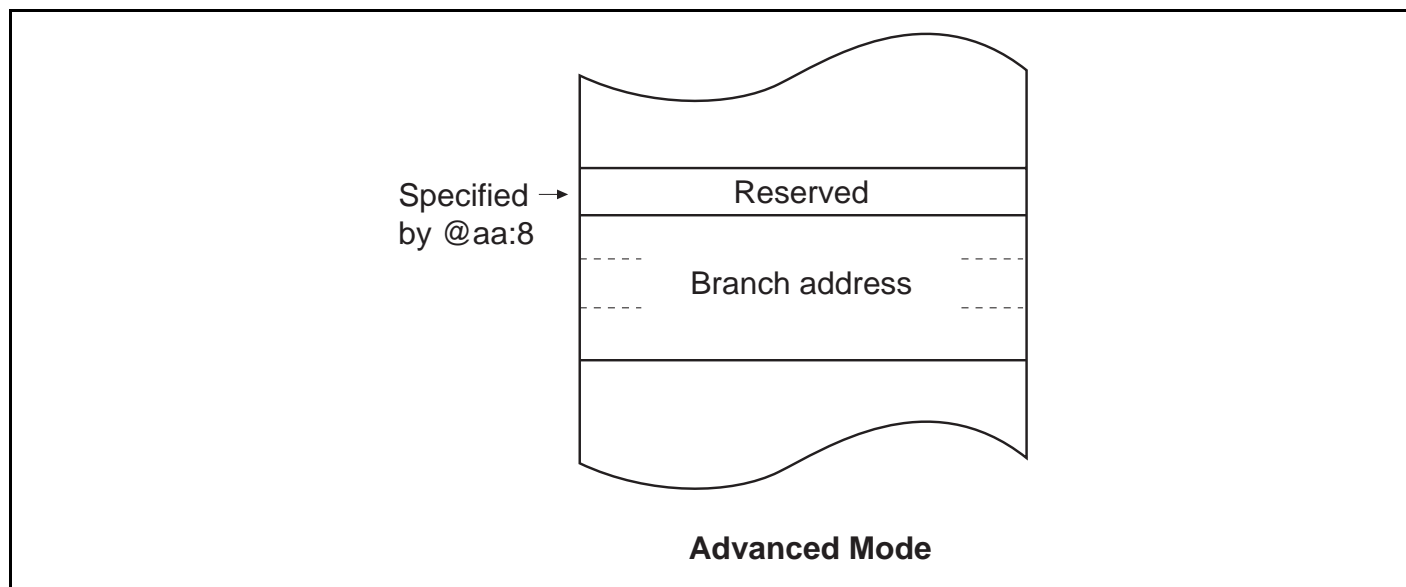 Reserved
Specified
by @aa:8
Branch address
Advanced Mode